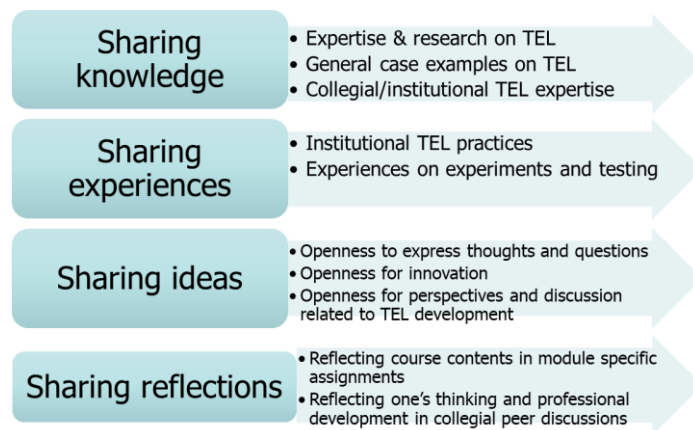 Sharing
knowledge
• Expertise & research on TEL
• General case examples on TEL
• Collegial/institutional TEL expertise
Sharing
experiences
• Institutional TEL practices
• Experiences on experiments and testing
Sharing ideas
• Openness to express thoughts and questions
• Openness for innovation
• Openness for perspectives and discussion
related to TEL development
Sharing reflections
• Reflecting course contents in module specific
assignments
• Reflecting one's thinking and professional
development in collegial peer discussions